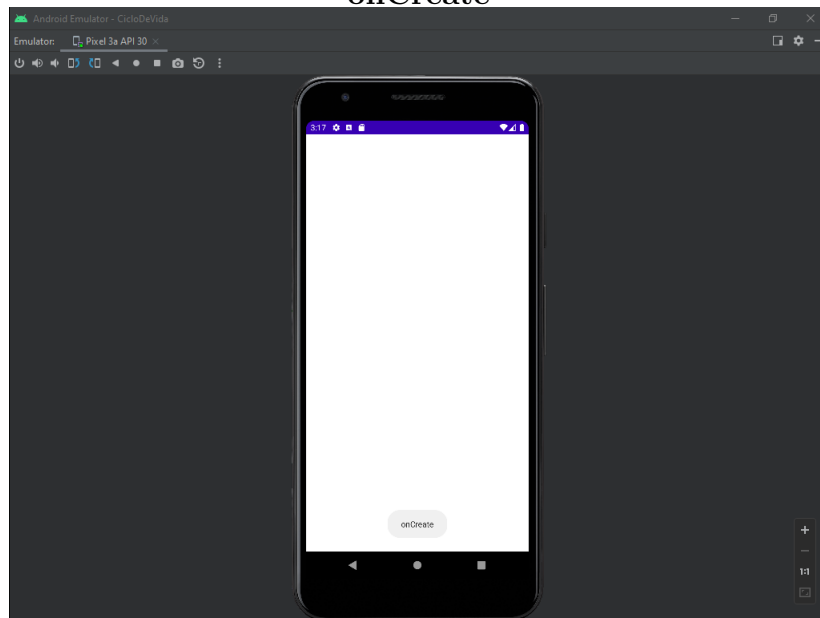 onCreate
Android Emulator - CicloDeVida
Emulator: Pixel 3a API 30
3:17
onCreate
1:1